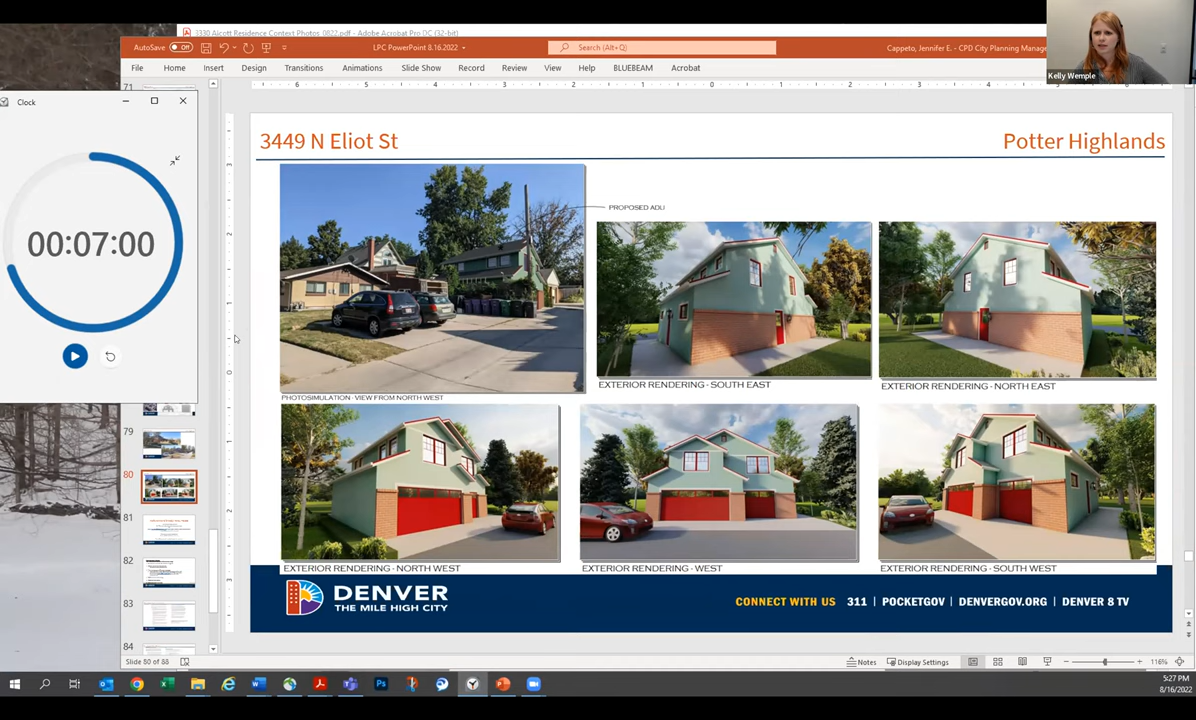 1330 Alcott Residence Context Photos_0822.pdf - Adobe Acrobat Pro DC (32-bit)
AutoSave Off
LPC PowerPoint 8.16.2022
Search (Alt+Q)
Cappeto, Jennifer E. - CPD City Planning Manage
File Home Insert Design Transitions Animations Slide Show Record Review View Help BLUEBEAM Acrobat
Kelly Wemple
Clock
00:07:00
71
79
80
81
82
83
84
3449 N Eliot St
Potter Highlands
PROPOSED ADU
PHOTOSIMULATION - VIEW FROM NORTH WEST
EXTERIOR RENDERING - SOUTH EAST
EXTERIOR RENDERING - NORTH EAST
EXTERIOR RENDERING - NORTH WEST
EXTERIOR RENDERING - WEST
EXTERIOR RENDERING - SOUTH WEST
DENVER
THE MILE HIGH CITY
CONNECT WITH US 311 | POCKETGOV | DENVERGOV.ORG | DENVER 8 TV
Slide 80 of 88
Notes
Display Settings
116%
5:27 PM
8/16/2022